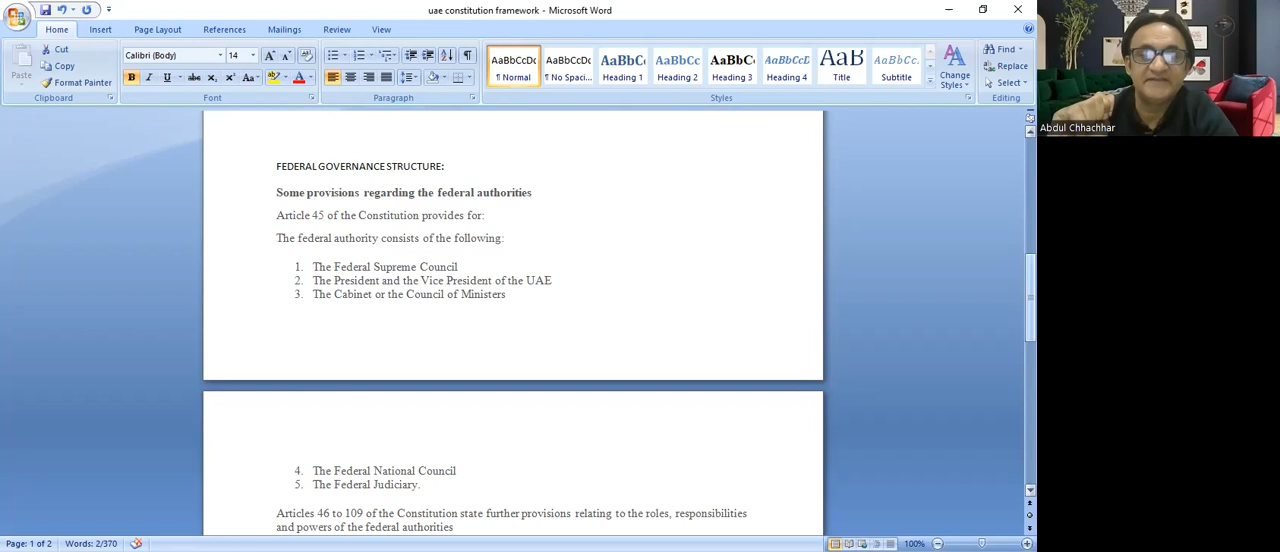 uae constitution framework - Microsoft Word
Home Insert Page Layout References Mailings Review View
Cut
Copy
Paste
Format Painter
Clipboard
Calibri (Body) 14
Font
Paragraph
AaBbCcDc AaBbCcDc AaBbC AaBbCc AaBbCc AaBbCcD AaB AaBbCc
¶ Normal ¶ No Spaci... Heading 1 Heading 2 Heading 3 Heading 4 Title Subtitle
Change Styles
Styles
Find
Replace
Select
Editing
Abdul Chhachhar
FEDERAL GOVERNANCE STRUCTURE:
Some provisions regarding the federal authorities
Article 45 of the Constitution provides for:
The federal authority consists of the following:
1. The Federal Supreme Council
2. The President and the Vice President of the UAE
3. The Cabinet or the Council of Ministers
4. The Federal National Council
5. The Federal Judiciary.
Articles 46 to 109 of the Constitution state further provisions relating to the roles, responsibilities
and powers of the federal authorities
Page: 1 of 2 Words: 2/370 100%